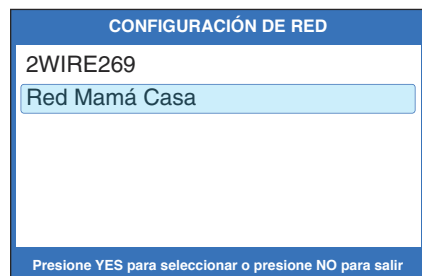 CONFIGURACIÓN DE RED
2WIRE269
Red Mamá Casa
Presione YES para seleccionar o presione NO para salir